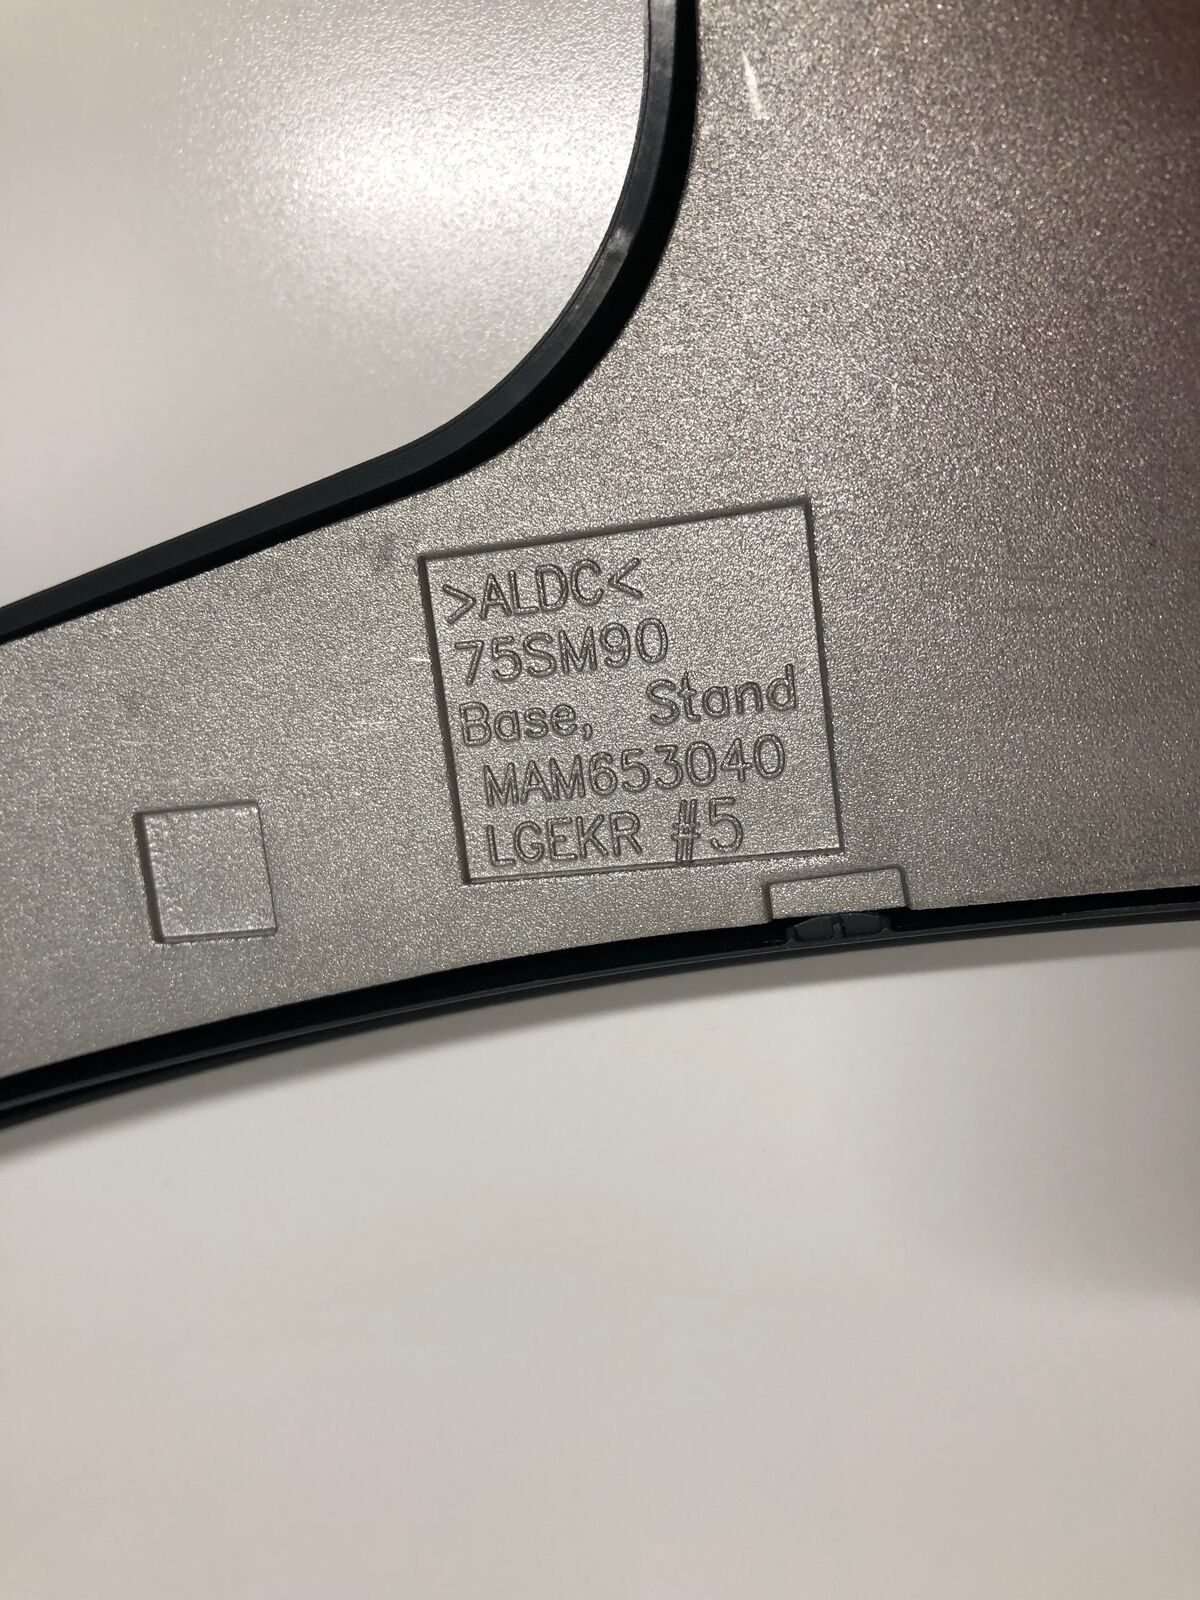 >ALDC<
75SM90
Base, Stand
MAM653040
LGEKR #5